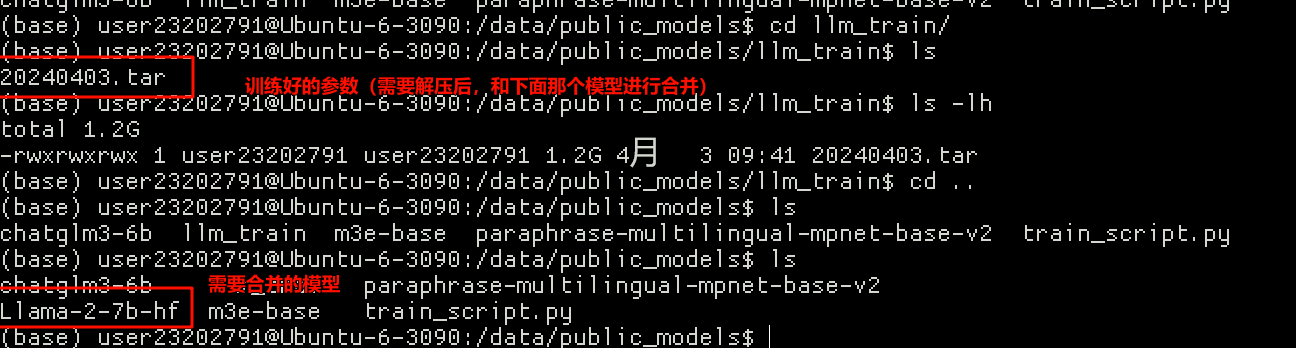 chatglm3-6b  llm_train  m3e-base  paraphrase-multilingual-mpnet-base-v2  train_script.py
(base) user23202791@Ubuntu-6-3090:/data/public_models$ cd llm_train/
(base) user23202791@Ubuntu-6-3090:/data/public_models/llm_train$ ls
20240403.tar
训练好的参数（需要解压后，和下面那个模型进行合并）
(base) user23202791@Ubuntu-6-3090:/data/public_models/llm_train$ ls -lh
total 1.2G
-rwxrwxrwx 1 user23202791 user23202791 1.2G 4月   3 09:41 20240403.tar
(base) user23202791@Ubuntu-6-3090:/data/public_models/llm_train$ cd ..
(base) user23202791@Ubuntu-6-3090:/data/public_models$ ls
chatglm3-6b  llm_train  m3e-base  paraphrase-multilingual-mpnet-base-v2  train_script.py
(base) user23202791@Ubuntu-6-3090:/data/public_models$ ls
chatglm3-6b
需要合并的模型
paraphrase-multilingual-mpnet-base-v2
Llama-2-7b-hf  m3e-base   train_script.py
(base) user23202791@Ubuntu-6-3090:/data/public_models$